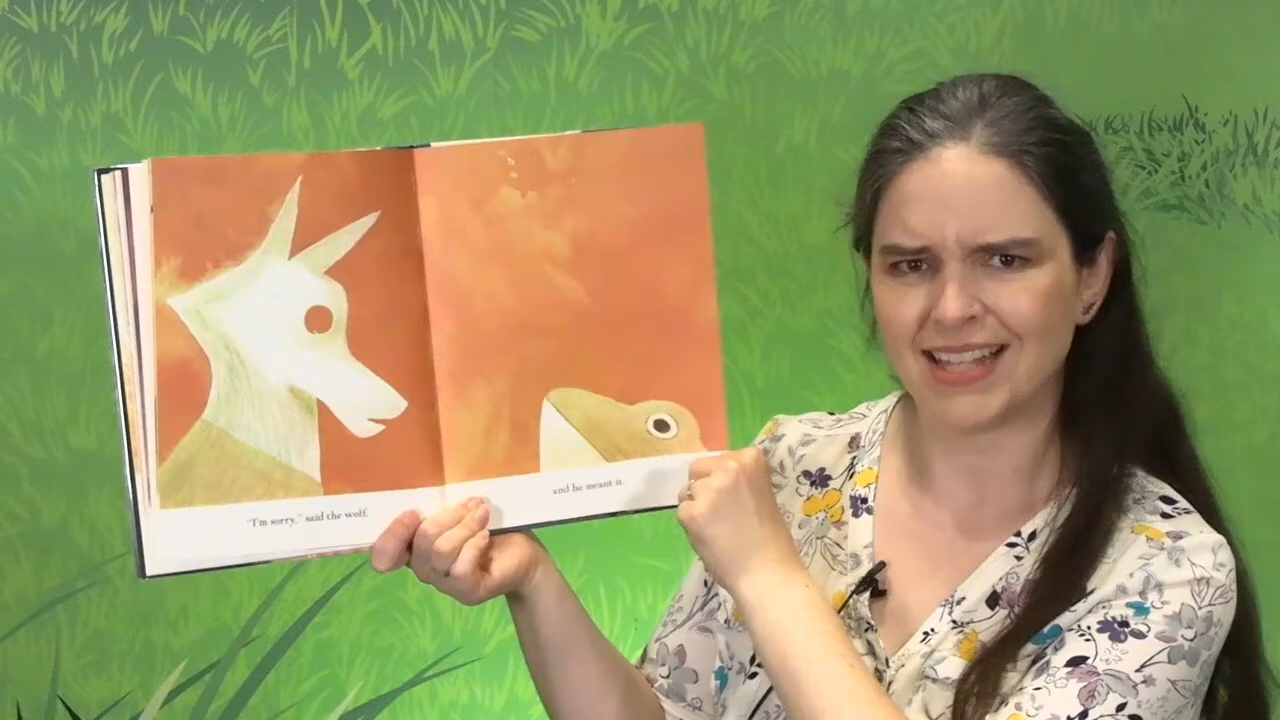 "I'm sorry," said the wolf.
and he meant it.